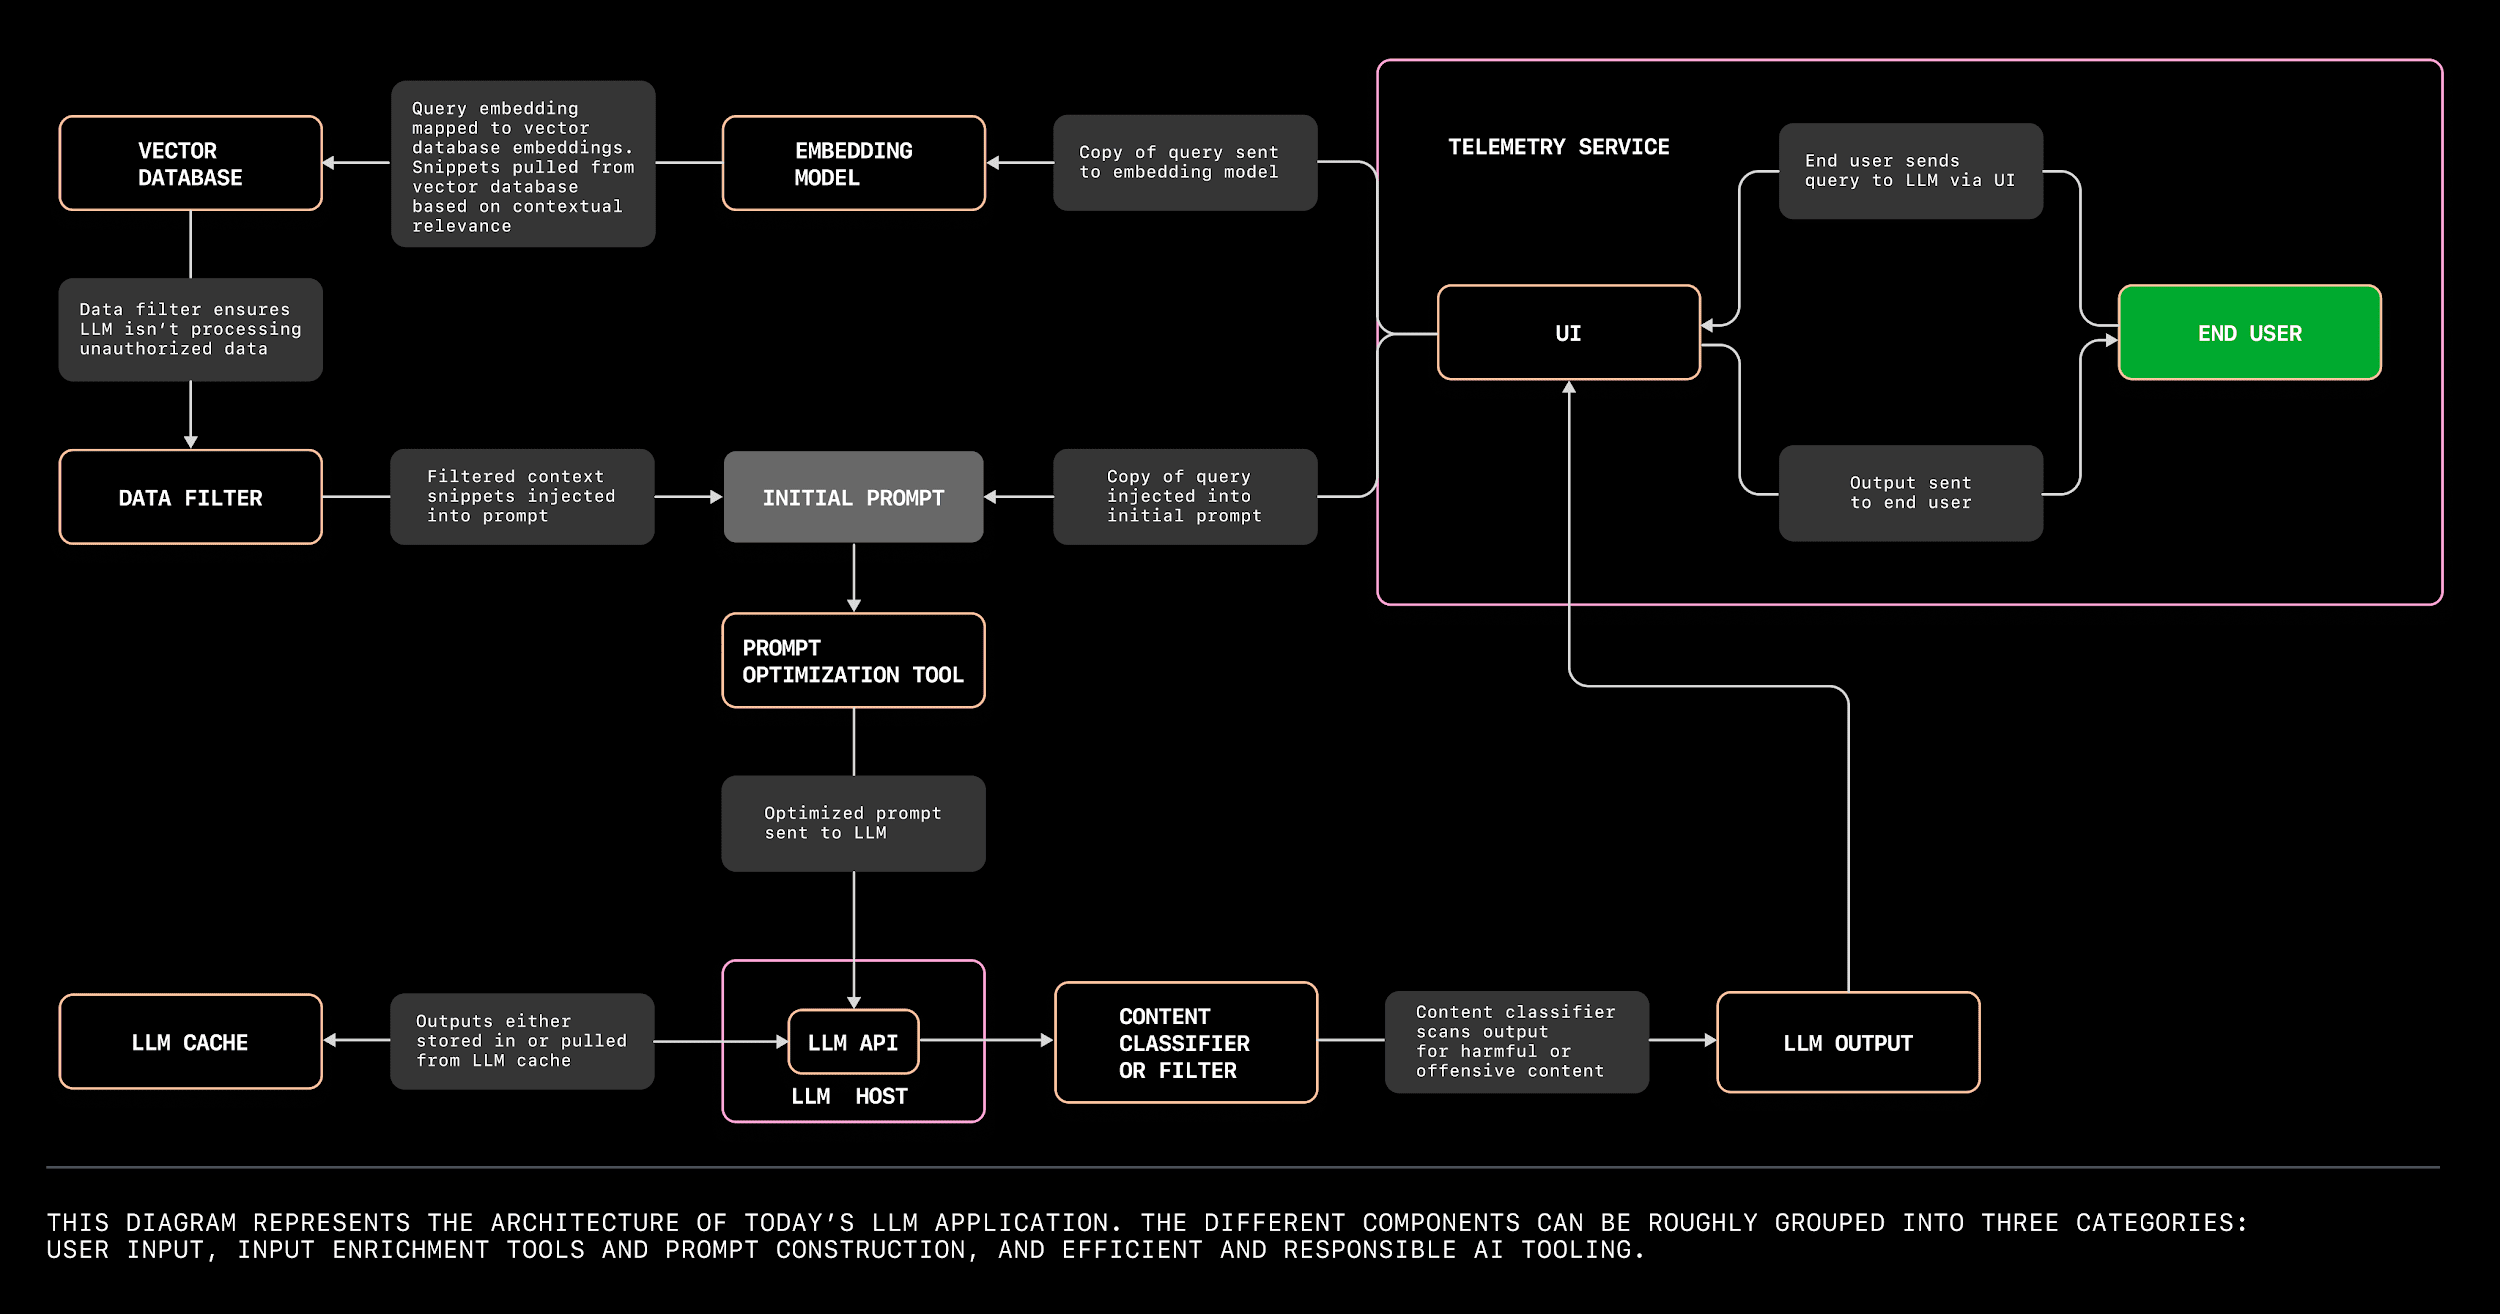 Query embedding
mapped to vector
database embeddings.
Snippets pulled from
vector database
based on contextual
relevance
VECTOR
DATABASE
EMBEDDING
MODEL
Copy of query sent
to embedding model
TELEMETRY SERVICE
End user sends
query to LLM via UI
Data filter ensures
LLM isn’t processing
unauthorized data
UI
END USER
DATA FILTER
Filtered context
snippets injected
into prompt
INITIAL PROMPT
Copy of query
injected into
initial prompt
Output sent
to end user
PROMPT
OPTIMIZATION TOOL
Optimized prompt
sent to LLM
LLM CACHE
Outputs either
stored in or pulled
from LLM cache
LLM API
LLM HOST
CONTENT
CLASSIFIER
OR FILTER
Content classifier
scans output
for harmful or
offensive content
LLM OUTPUT
THIS DIAGRAM REPRESENTS THE ARCHITECTURE OF TODAY’S LLM APPLICATION. THE DIFFERENT COMPONENTS CAN BE ROUGHLY GROUPED INTO THREE CATEGORIES:
USER INPUT, INPUT ENRICHMENT TOOLS AND PROMPT CONSTRUCTION, AND EFFICIENT AND RESPONSIBLE AI TOOLING.